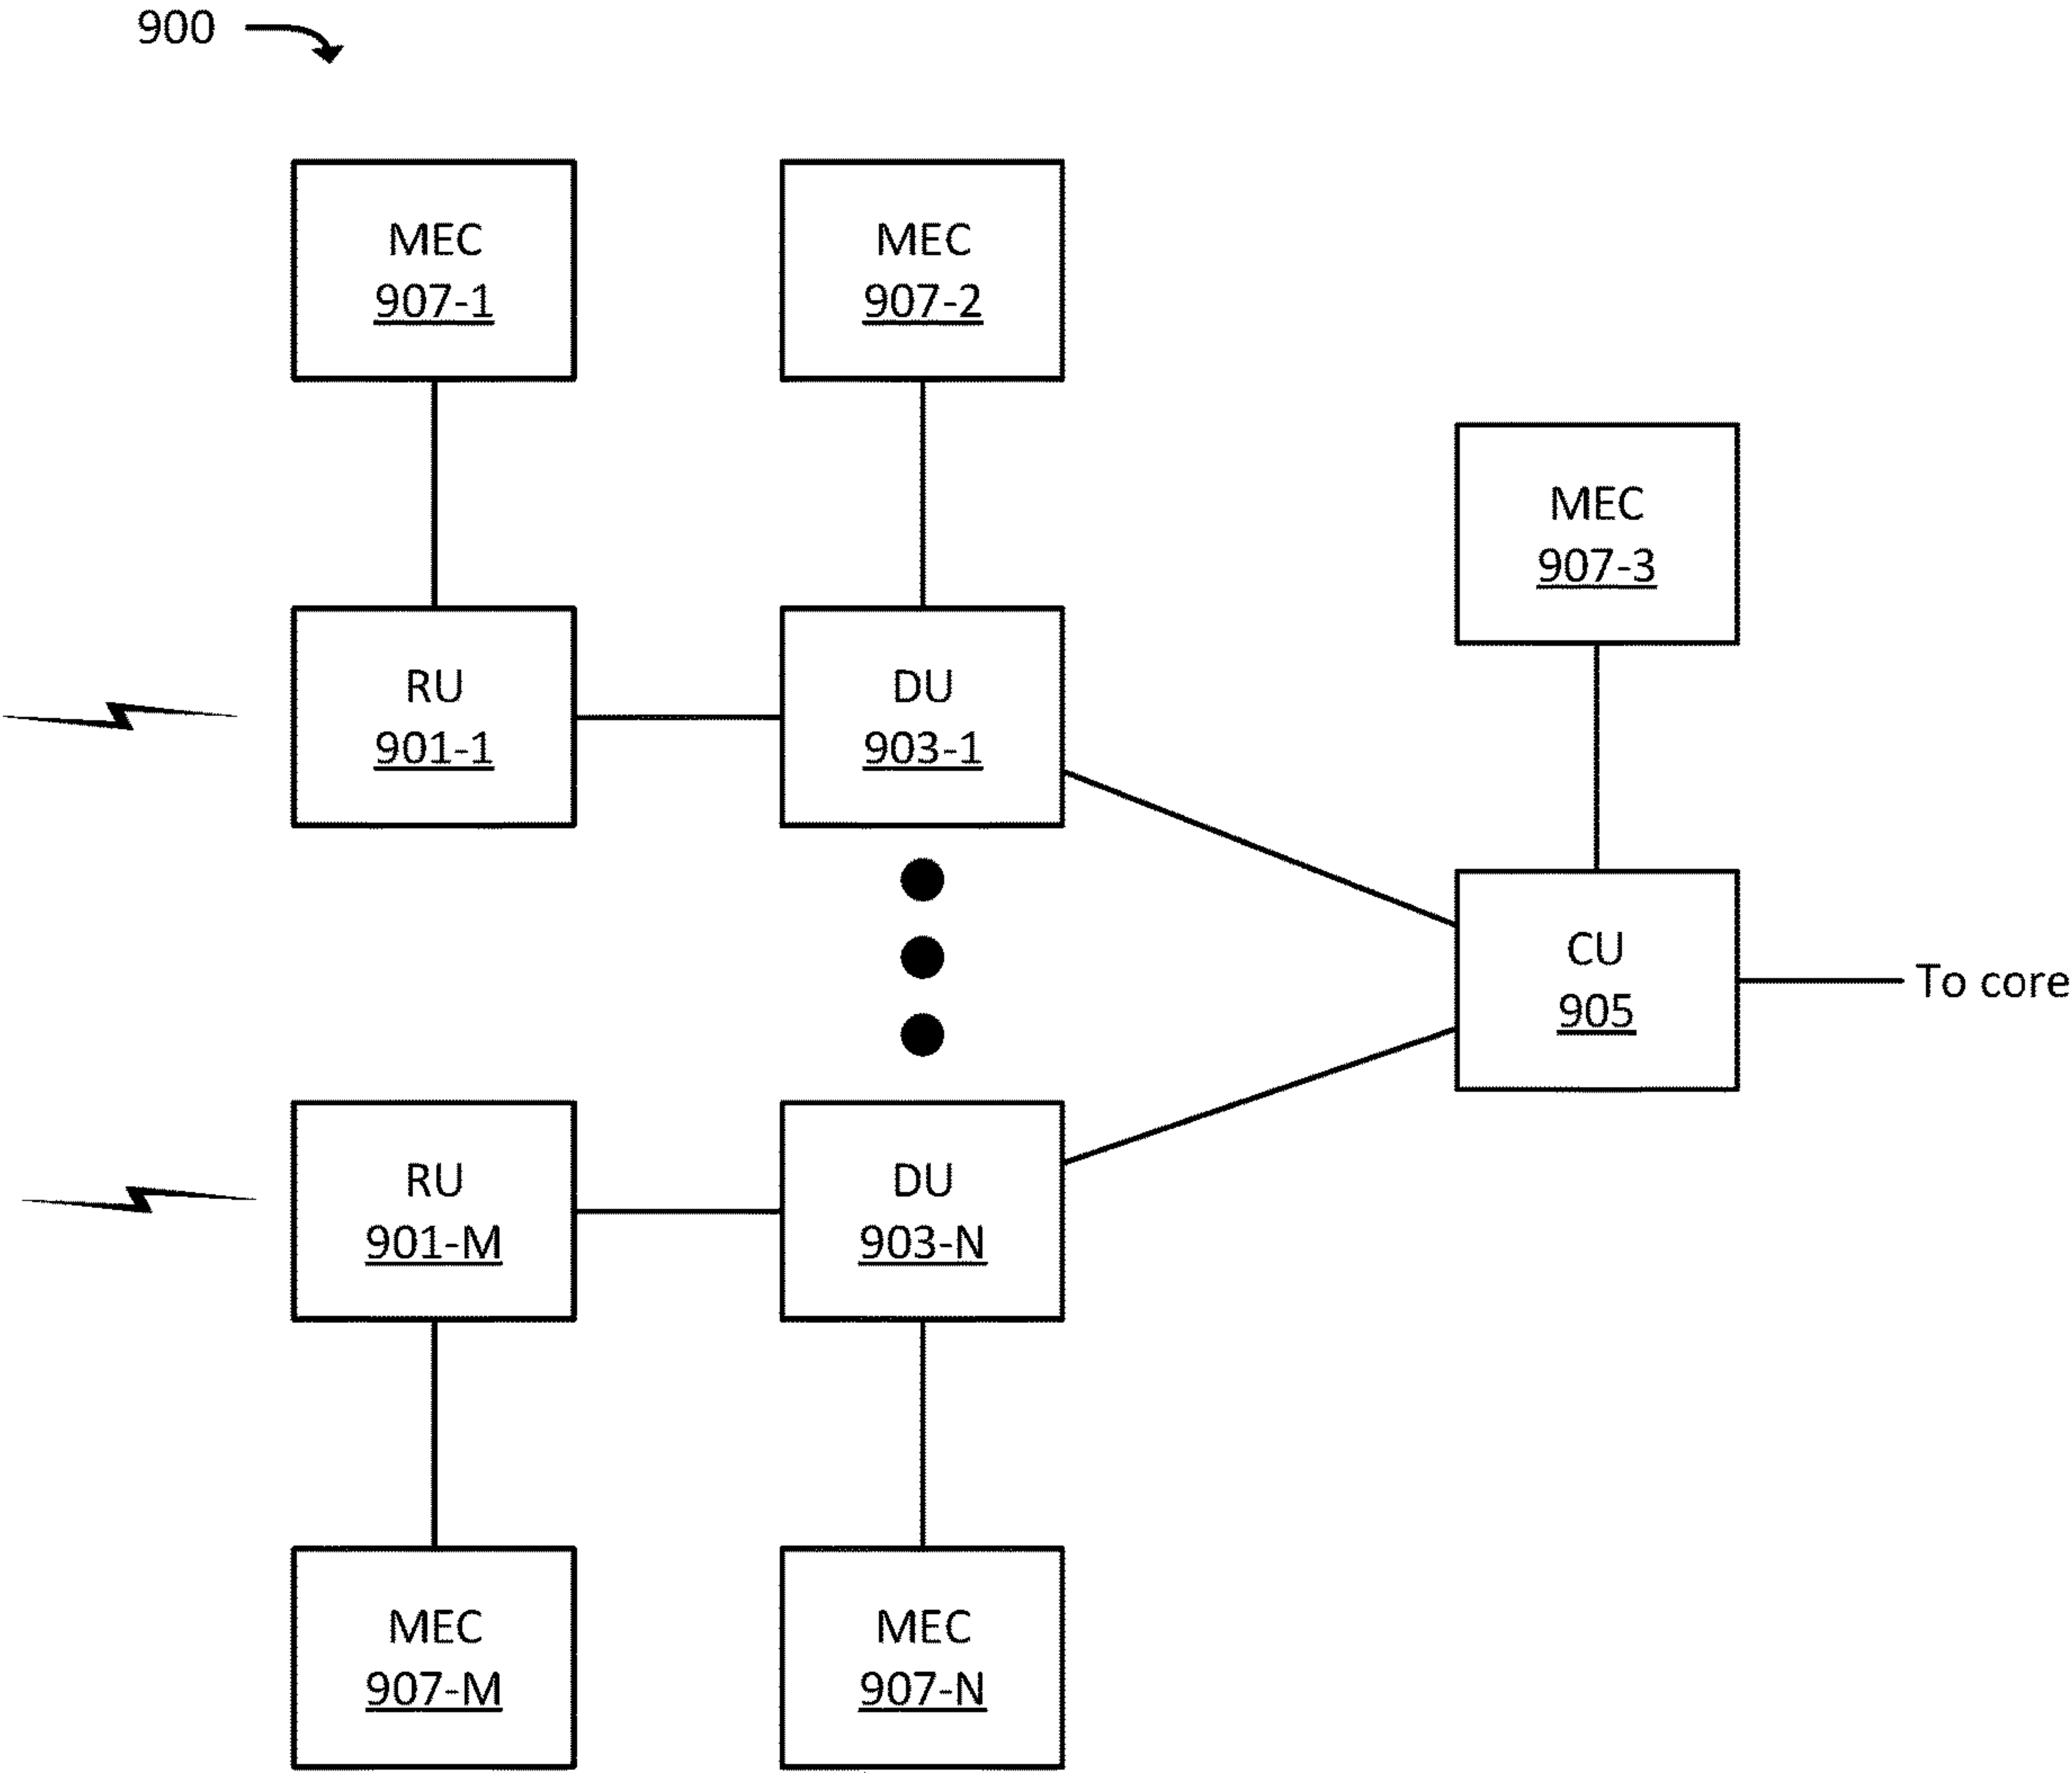 900
MEC
907-1
MEC
907-2
MEC
907-3
RU
901-1
DU
903-1
CU
905
To core
RU
901-M
DU
903-N
MEC
907-M
MEC
907-N